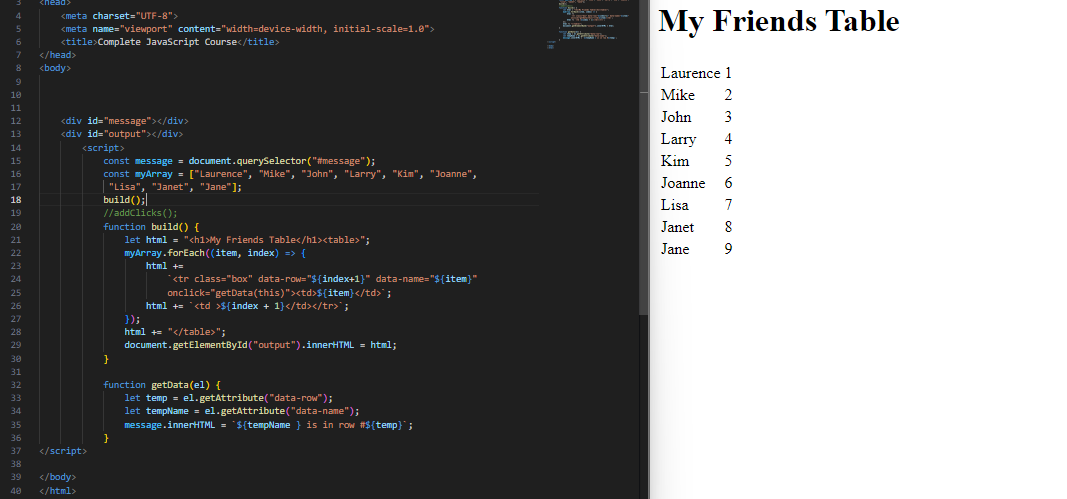 3 <head>
4 <meta charset="UTF-8">
5 <meta name="viewport" content="width=device-width, initial-scale=1.0">
6 <title>Complete JavaScript Course</title>
7 </head>
8 <body>
9
10
11
12 <div id="message"></div>
13 <div id="output"></div>
14 <script>
15 const message = document.querySelector("#message");
16 const myArray = ["Laurence", "Mike", "John", "Larry", "Kim", "Joanne",
17 "Lisa", "Janet", "Jane"];
18 build();
19 //addClicks();
20 function build() {
21 let html = "<h1>My Friends Table</h1><table>";
22 myArray.forEach((item, index) => {
23 html +=
24 `<tr class="box" data-row="${index+1}" data-name="${item}"
25 onclick="getData(this)"><td>${item}</td>`;
26 html += `<td >${index + 1}</td></tr>`;
27 });
28 html += "</table>";
29 document.getElementById("output").innerHTML = html;
30 }
31
32 function getData(el) {
33 let temp = el.getAttribute("data-row");
34 let tempName = el.getAttribute("data-name");
35 message.innerHTML = `${tempName } is in row #${temp}`;
36 }
37 </script>
38
39 </body>
40 </html>
My Friends Table
Laurence 1
Mike 2
John 3
Larry 4
Kim 5
Joanne 6
Lisa 7
Janet 8
Jane 9